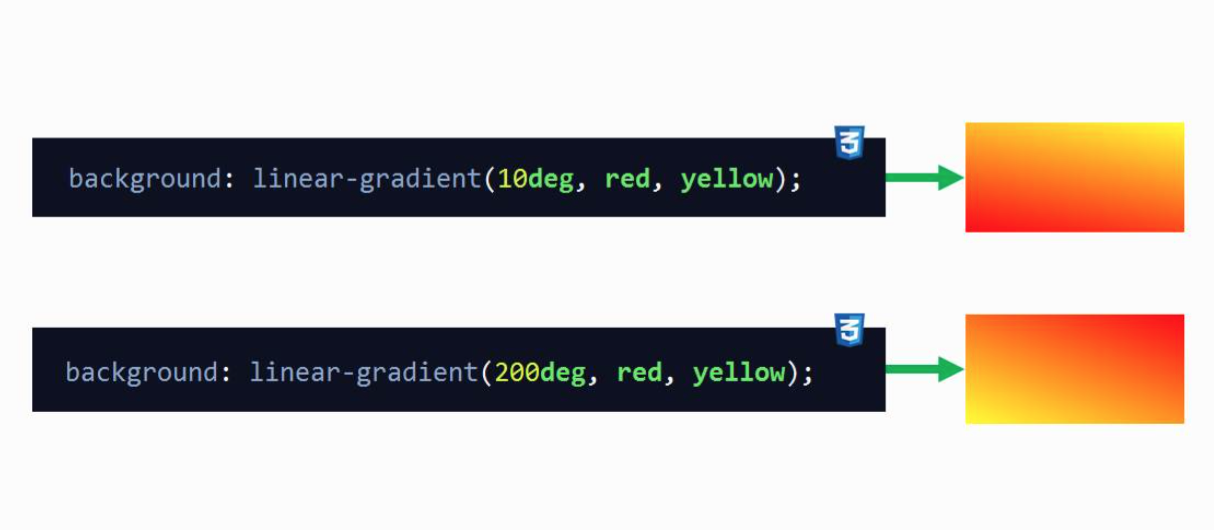 background: linear-gradient(10deg, red, yellow);
background: linear-gradient(200deg, red, yellow);